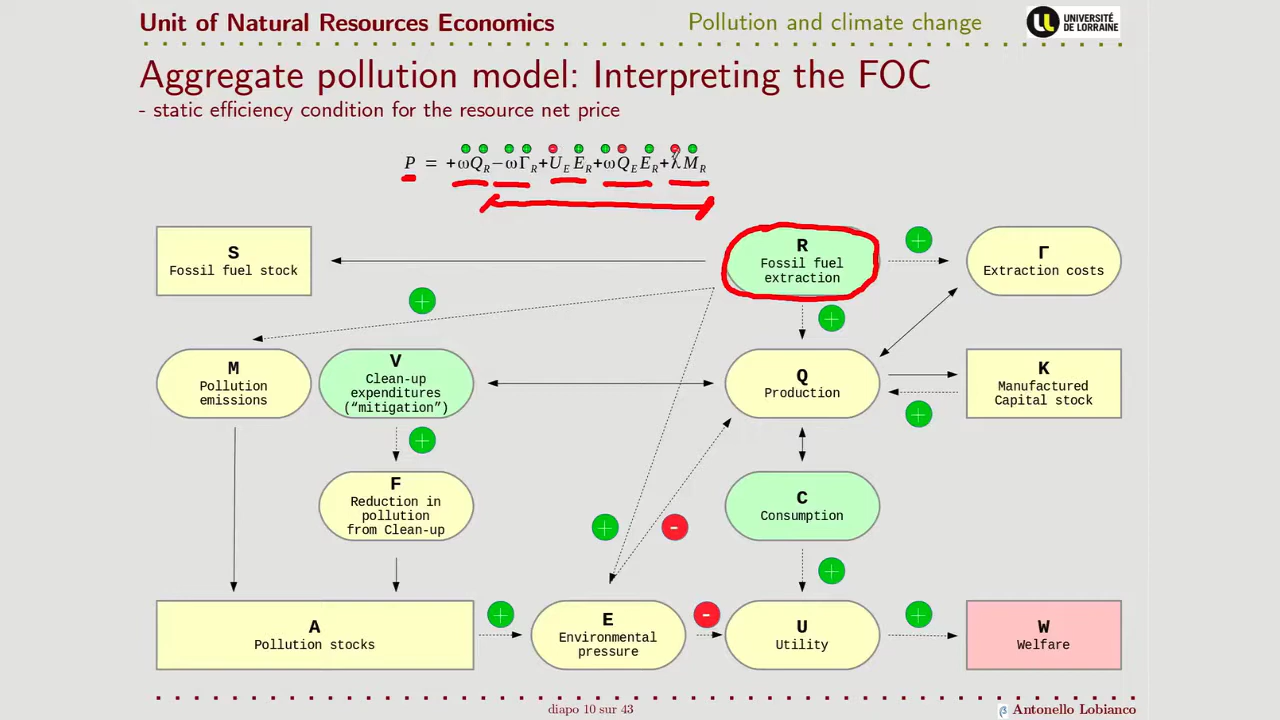 Unit of Natural Resources Economics
Pollution and climate change
UNIVERSITÉ
DE LORRAINE
Aggregate pollution model: Interpreting the FOC
- static efficiency condition for the resource net price
P = +ωQ_R−ωΓ_R+U_E E_R+ωQ_E E_R+λM_R
S
Fossil fuel stock
R
Fossil fuel
extraction
+
Γ
Extraction costs
+
+
M
Pollution
emissions
V
Clean-up
expenditures
(“mitigation”)
Q
Production
K
Manufactured
Capital stock
+
+
F
Reduction in
pollution
from Clean-up
C
Consumption
+
-
+
A
Pollution stocks
+
E
Environmental
pressure
-
U
Utility
+
W
Welfare
diapo 10 sur 43
β Antonello Lobianco